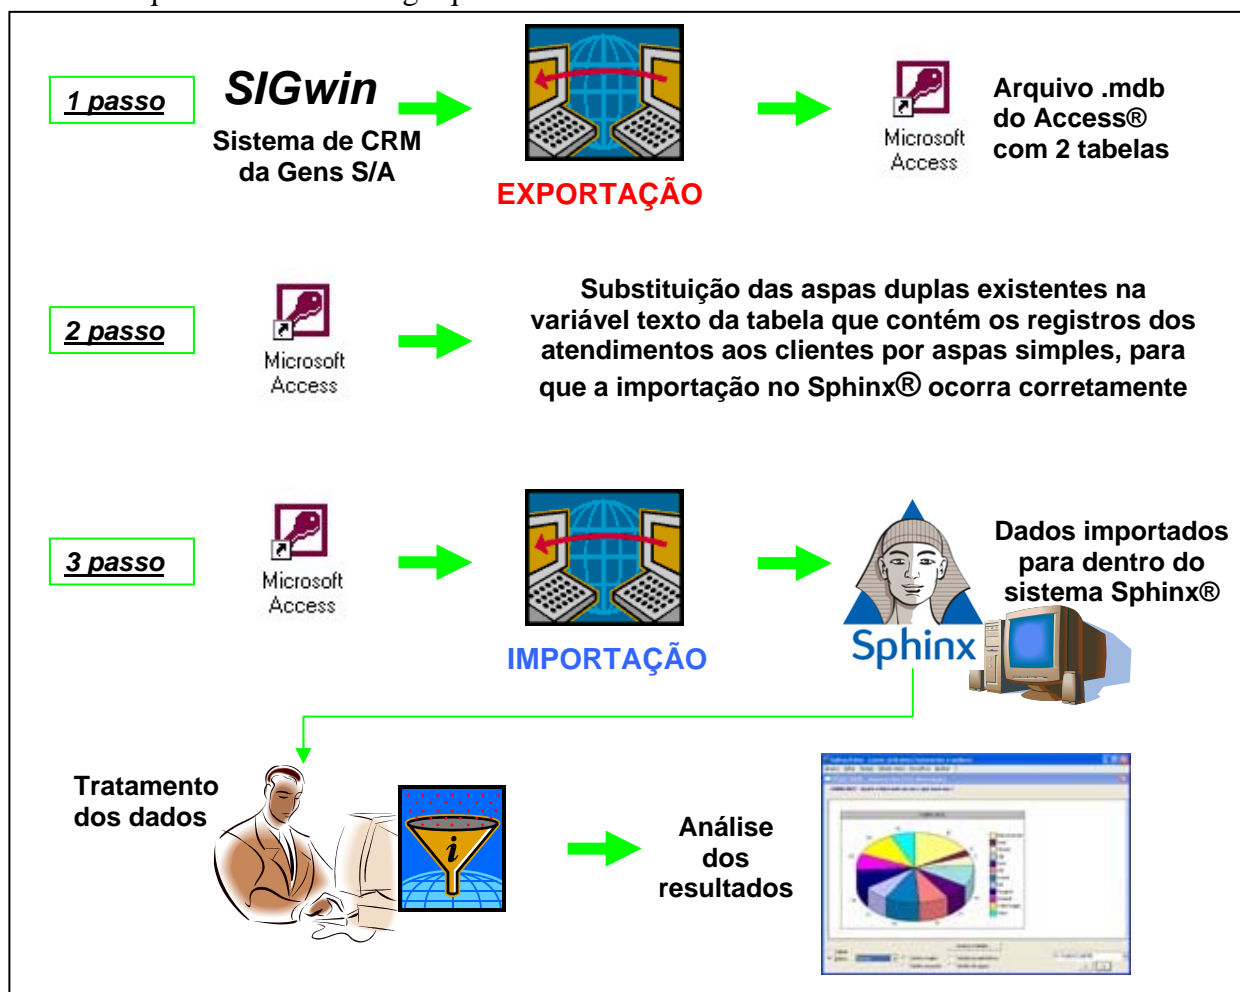 1 passo
SIGwin
Sistema de CRM
da Gens S/A
EXPORTAÇÃO
Microsoft
Access
Arquivo .mdb
do Access®
com 2 tabelas
2 passo
Microsoft
Access
Substituição das aspas duplas existentes na
variável texto da tabela que contém os registros dos
atendimentos aos clientes por aspas simples, para
que a importação no Sphinx® ocorra corretamente
3 passo
Microsoft
Access
IMPORTAÇÃO
Sphinx
Dados importados
para dentro do
sistema Sphinx®
Tratamento
dos dados
i
Análise
dos
resultados